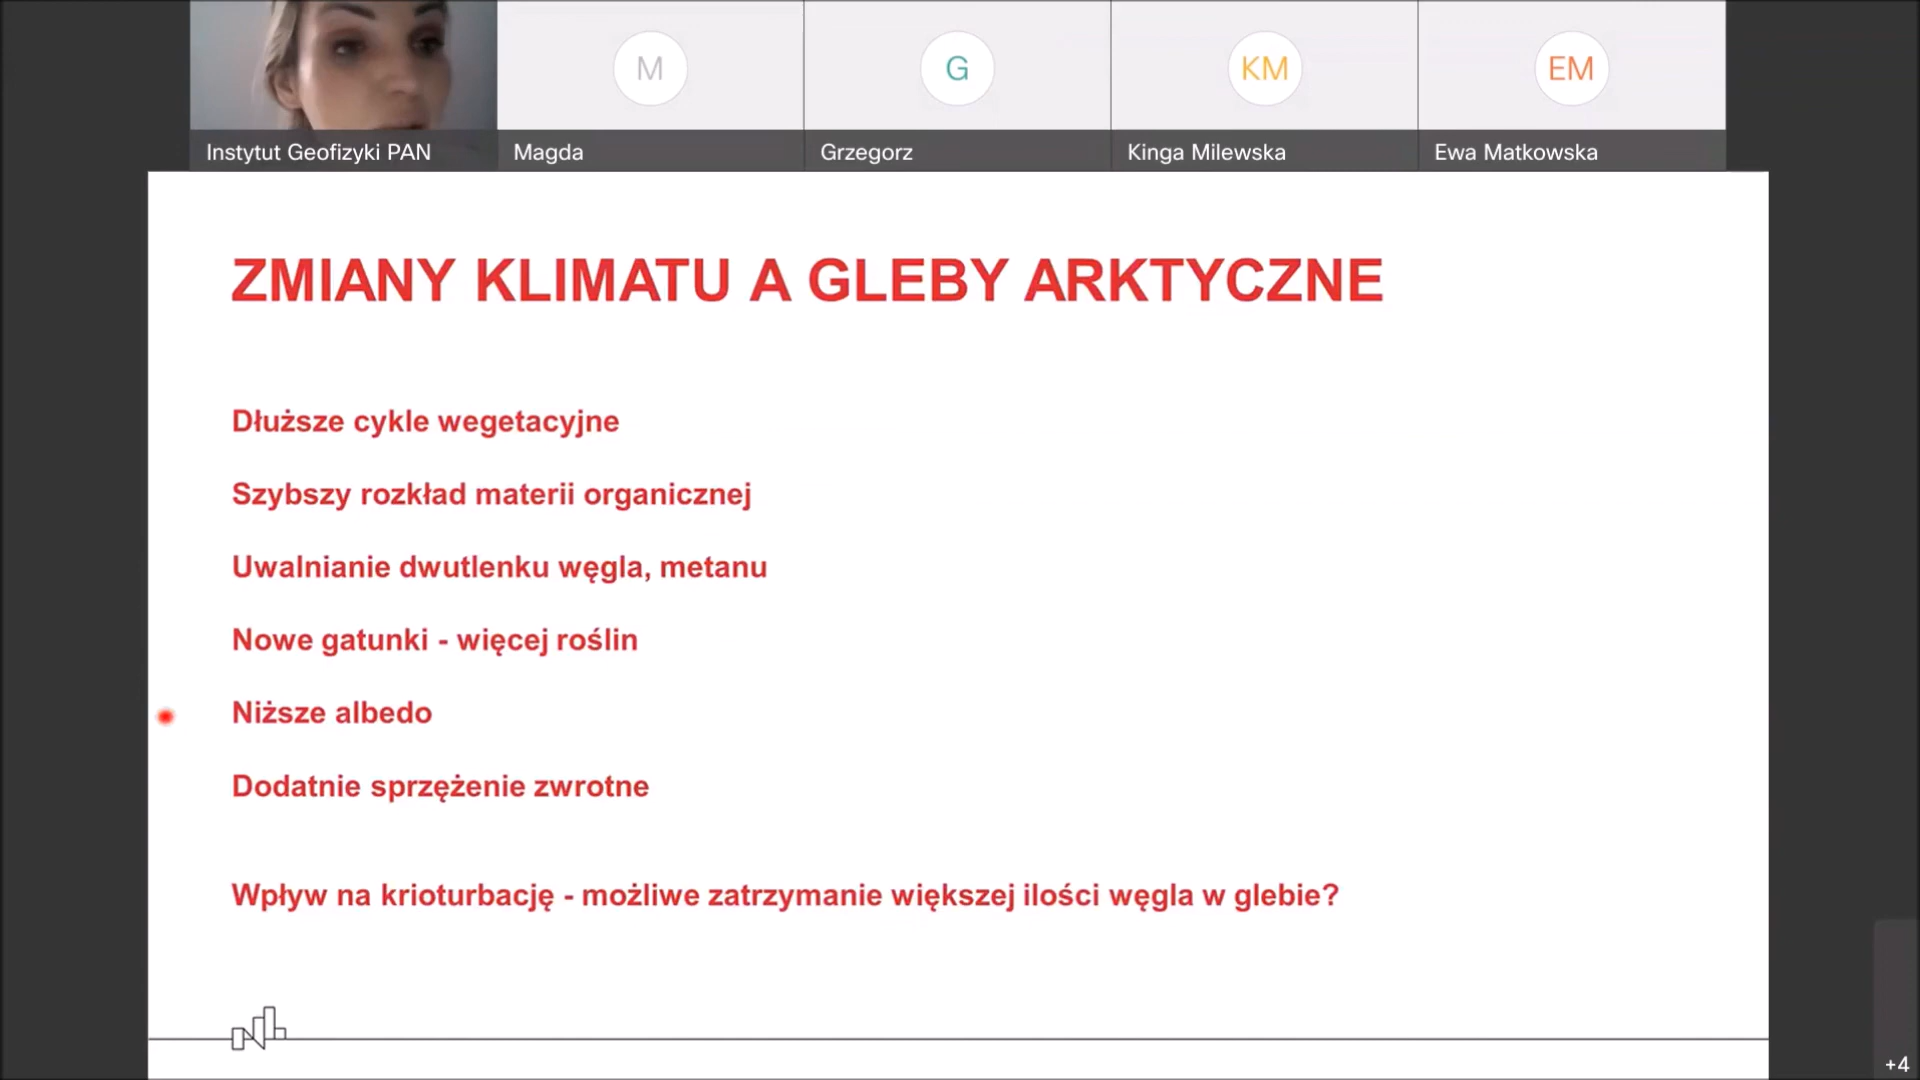 M
G
KM
EM
Instytut Geofizyki PAN
Magda
Grzegorz
Kinga Milewska
Ewa Matkowska
ZMIANY KLIMATU A GLEBY ARKTYCZNE
Dłuższe cykle wegetacyjne
Szybszy rozkład materii organicznej
Uwalnianie dwutlenku węgla, metanu
Nowe gatunki - więcej roślin
Niższe albedo
Dodatnie sprzężenie zwrotne
Wpływ na krioturbację - możliwe zatrzymanie większej ilości węgla w glebie?
+4